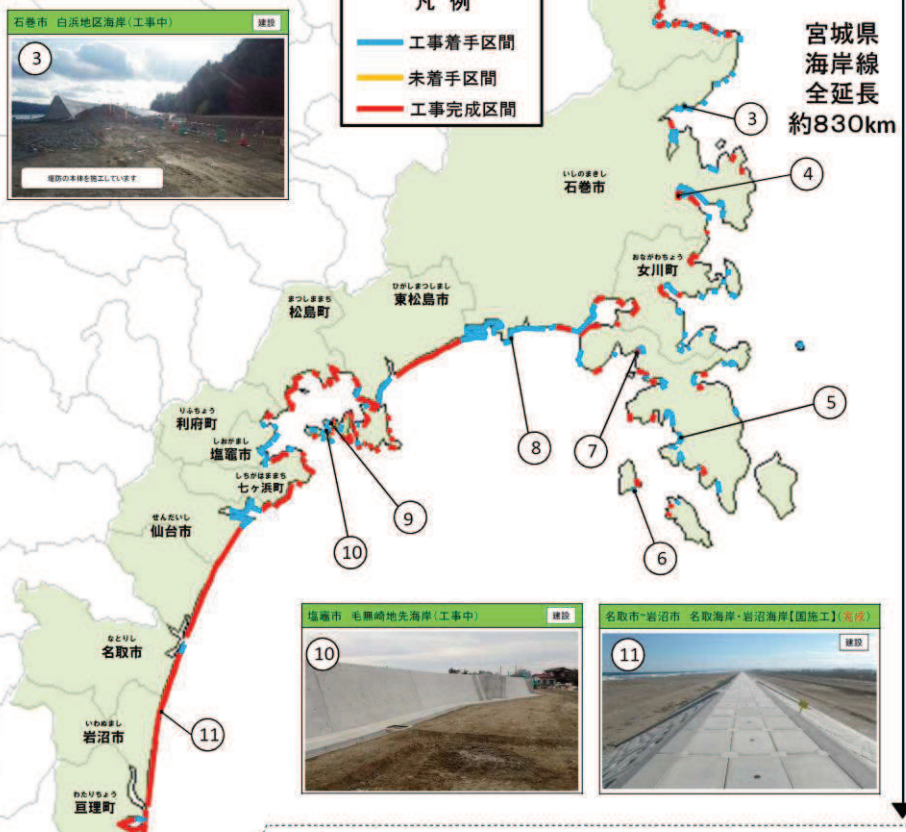 石巻市 白浜地区海岸(工事中)
建設
3
堤防の本体を施工しています
凡 例
工事着手区間
未着手区間
工事完成区間
宮城県
海岸線
全延長
約830km
3
4
いしのまきし
石巻市
おながわちょう
女川町
ひがしまつしまし
東松島市
まつしままち
松島町
りふちょう
利府町
しおがまし
塩竈市
しちがはままち
七ヶ浜町
せんだいし
仙台市
5
7
8
6
9
10
なとりし
名取市
いわぬまし
岩沼市
11
わたりちょう
亘理町
塩竈市 毛無崎地先海岸(工事中)
建設
10
名取市~岩沼市 名取海岸・岩沼海岸【国施工】(完成)
建設
11